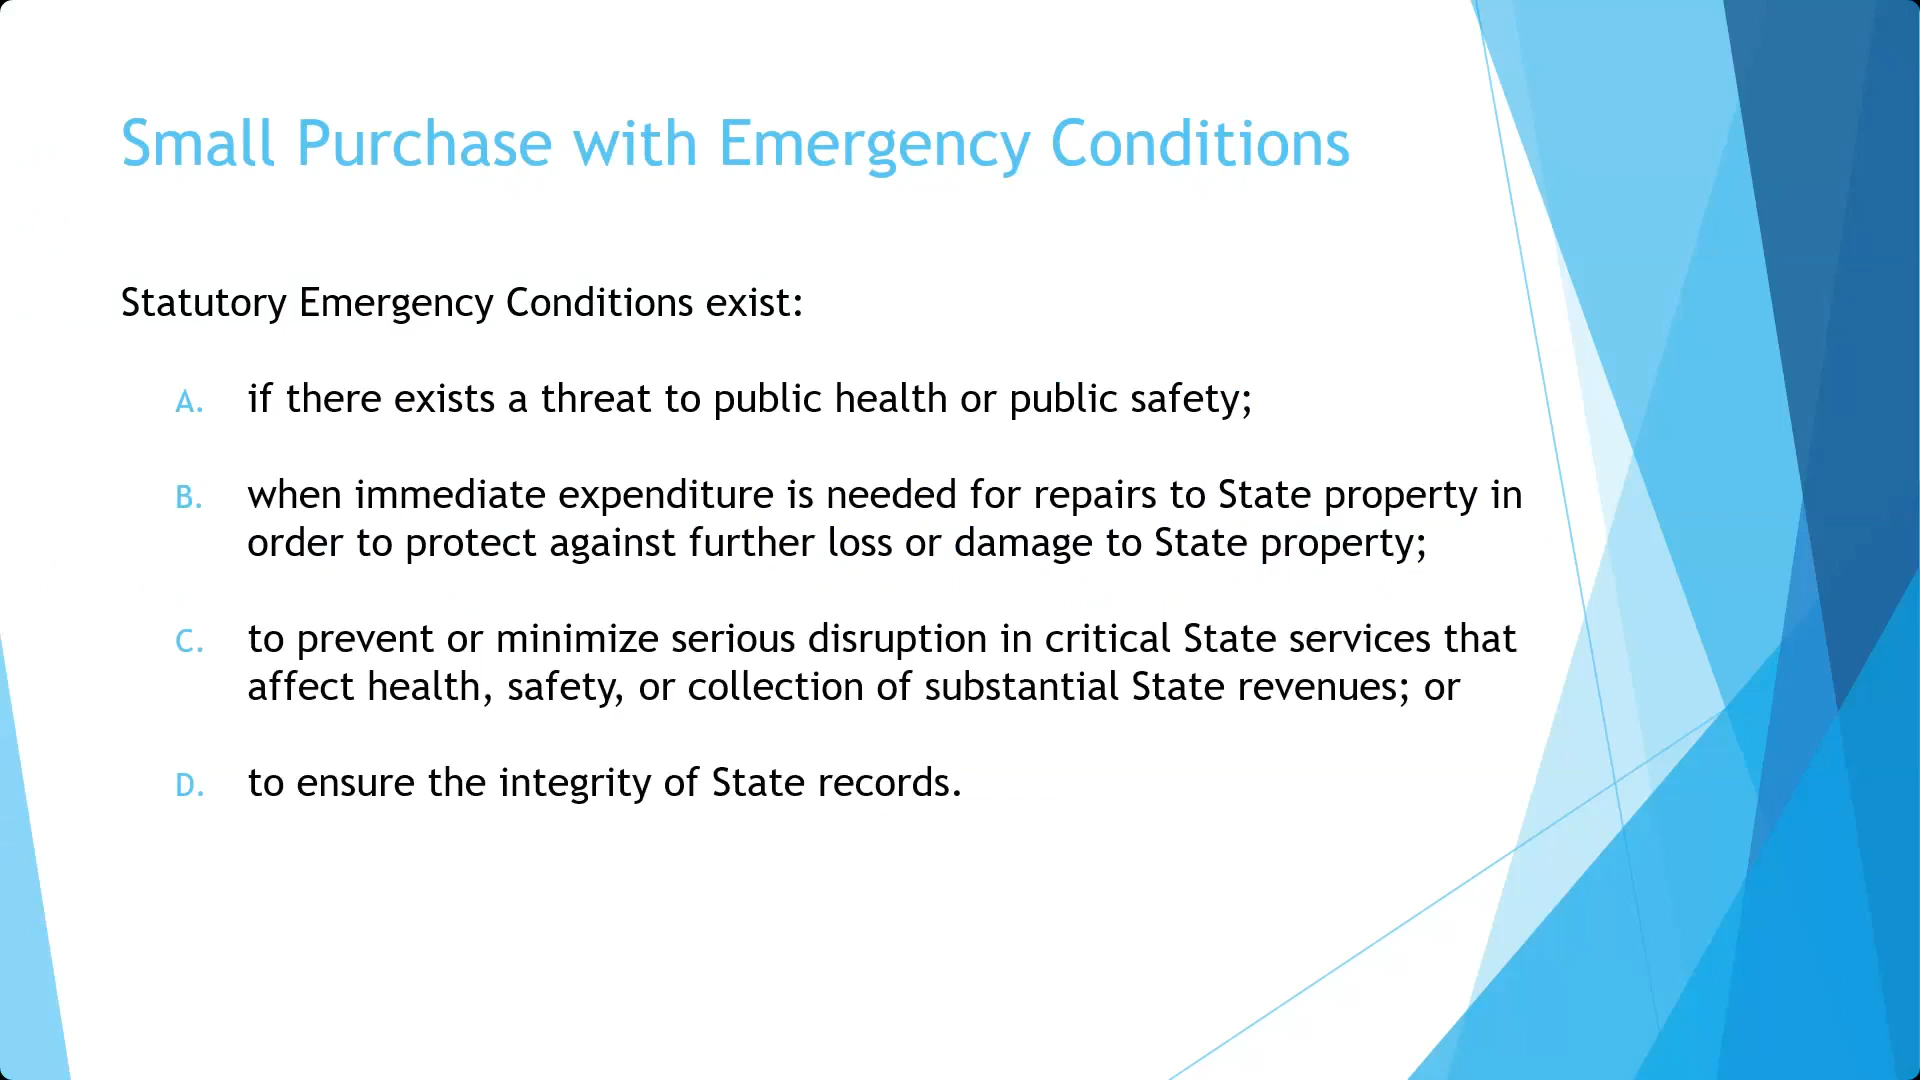 Small Purchase with Emergency Conditions
Statutory Emergency Conditions exist:
A. if there exists a threat to public health or public safety;
B. when immediate expenditure is needed for repairs to State property in
order to protect against further loss or damage to State property;
C. to prevent or minimize serious disruption in critical State services that
affect health, safety, or collection of substantial State revenues; or
D. to ensure the integrity of State records.